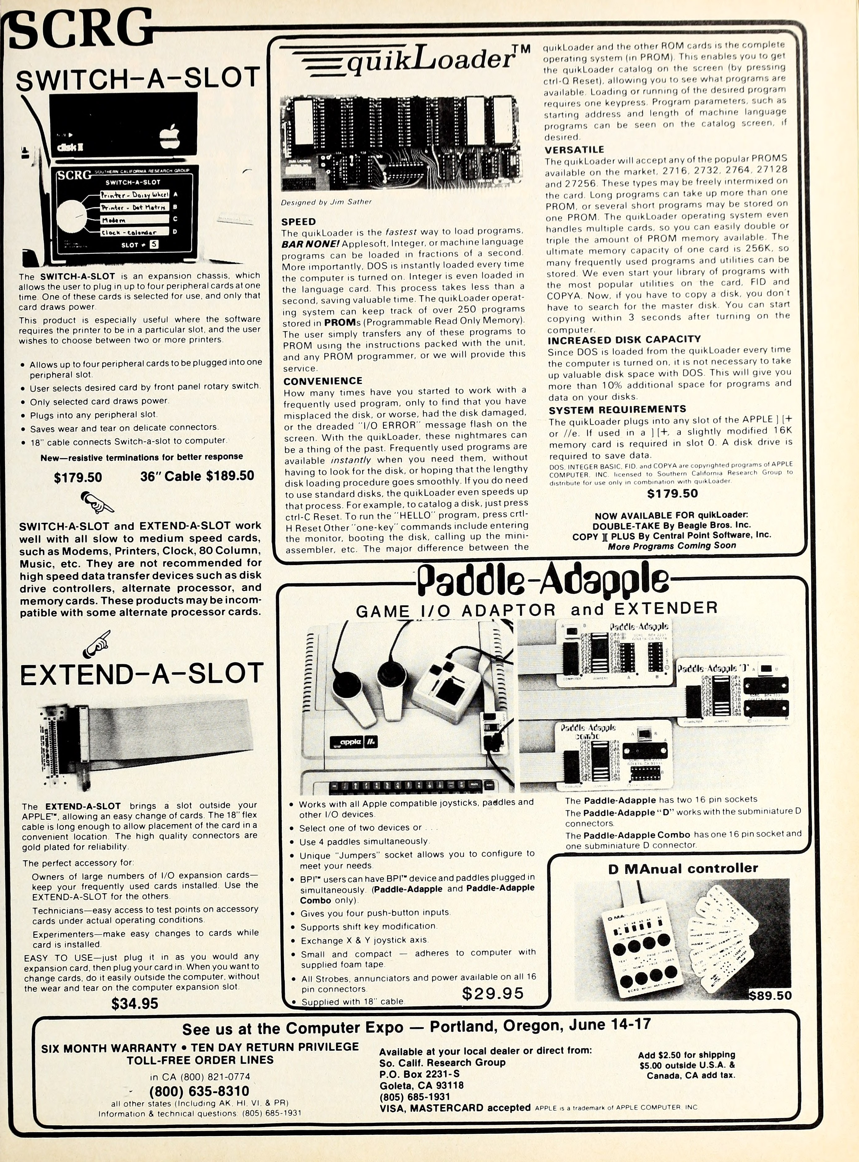 SCRG
SWITCH-A-SLOT
disk II
SCRG SOUTHERN CALIFORNIA RESEARCH GROUP
SWITCH-A-SLOT
Printer - Daisy Wheel A
Printer - Dot Matrix B
Modem C
Clock - Calendar D
SLOT # 5
The SWITCH-A-SLOT is an expansion chassis, which
allows the user to plug in up to four peripheral cards at one
time. One of these cards is selected for use, and only that
card draws power.
This product is especially useful where the software
requires the printer to be in a particular slot, and the user
wishes to choose between two or more printers.
• Allows up to four peripheral cards to be plugged into one
peripheral slot.
• User selects desired card by front panel rotary switch.
• Only selected card draws power.
• Plugs into any peripheral slot.
• Saves wear and tear on delicate connectors.
• 18" cable connects Switch-a-slot to computer.
New—resistive terminations for better response
$179.50 36" Cable $189.50
SWITCH-A-SLOT and EXTEND-A-SLOT work
well with all slow to medium speed cards,
such as Modems, Printers, Clock, 80 Column,
Music, etc. They are not recommended for
high speed data transfer devices such as disk
drive controllers, alternate processor, and
memory cards. These products may be incom-
patible with some alternate processor cards.
EXTEND-A-SLOT
The EXTEND-A-SLOT brings a slot outside your
APPLE™, allowing an easy change of cards. The 18" flex
cable is long enough to allow placement of the card in a
convenient location. The high quality connectors are
gold plated for reliability.
The perfect accessory for:
Owners of large numbers of I/O expansion cards—
keep your frequently used cards installed. Use the
EXTEND-A-SLOT for the others.
Technicians—easy access to test points on accessory
cards under actual operating conditions.
Experimenters—make easy changes to cards while
card is installed.
EASY TO USE—just plug it in as you would any
expansion card, then plug your card in. When you want to
change cards, do it easily outside the computer, without
the wear and tear on the computer expansion slot.
$34.95
quikLoader™
Designed by Jim Sather
SPEED
The quikLoader is the fastest way to load programs,
BAR NONE! Applesoft, Integer, or machine language
programs can be loaded in fractions of a second.
More importantly, DOS is instantly loaded every time
the computer is turned on. Integer is even loaded in
the language card. This process takes less than a
second, saving valuable time. The quikLoader operat-
ing system can keep track of over 250 programs
stored in PROMs (Programmable Read Only Memory).
The user simply transfers any of these programs to
PROM using the instructions packed with the unit,
and any PROM programmer, or we will provide this
service.
CONVENIENCE
How many times have you started to work with a
frequently used program, only to find that you have
misplaced the disk, or worse, had the disk damaged,
or the dreaded "I/O ERROR" message flash on the
screen. With the quikLoader, these nightmares can
be a thing of the past. Frequently used programs are
available instantly when you need them, without
having to look for the disk, or hoping that the lengthy
disk loading procedure goes smoothly. If you do need
to use standard disks, the quikLoader even speeds up
that process. For example, to catalog a disk, just press
ctrl-C Reset. To run the "HELLO" program, press crtl-
H Reset. Other "one-key" commands include entering
the monitor, booting the disk, calling up the mini-
assembler, etc. The major difference between the
quikLoader and the other ROM cards is the complete
operating system (in PROM). This enables you to get
the quikLoader catalog on the screen (by pressing
ctrl-Q Reset), allowing you to see what programs are
available. Loading or running of the desired program
requires one keypress. Program parameters, such as
starting address and length of machine language
programs can be seen on the catalog screen, if
desired.
VERSATILE
The quikLoader will accept any of the popular PROMS
available on the market, 2716, 2732, 2764, 27128
and 27256. These types may be freely intermixed on
the card. Long programs can take up more than one
PROM, or several short programs may be stored on
one PROM. The quikLoader operating system even
handles multiple cards, so you can easily double or
triple the amount of PROM memory available. The
ultimate memory capacity of one card is 256K, so
many frequently used programs and utilities can be
stored. We even start your library of programs with
the most popular utilities on the card, FID and
COPYA. Now, if you have to copy a disk, you don't
have to search for the master disk. You can start
copying within 3 seconds after turning on the
computer.
INCREASED DISK CAPACITY
Since DOS is loaded from the quikLoader every time
the computer is turned on, it is not necessary to take
up valuable disk space with DOS. This will give you
more than 10% additional space for programs and
data on your disks.
SYSTEM REQUIREMENTS
The quikLoader plugs into any slot of the APPLE ][+
or //e. If used in a ][+, a slightly modified 16K
memory card is required in slot 0. A disk drive is
required to save data.
DOS, INTEGER BASIC, FID, and COPYA are copyrighted programs of APPLE
COMPUTER, INC. licensed to Southern California Research Group to
distribute for use only in combination with quikLoader.
$179.50
NOW AVAILABLE FOR quikLoader:
DOUBLE-TAKE By Beagle Bros. Inc.
COPY ][ PLUS By Central Point Software, Inc.
More Programs Coming Soon
Paddle-Adapple
GAME I/O ADAPTOR and EXTENDER
apple //e
Paddle-Adapple
Paddle-Adapple "D"
Paddle-Adapple
combo
• Works with all Apple compatible joysticks, paddles and
other I/O devices.
• Select one of two devices or . . .
• Use 4 paddles simultaneously.
• Unique "Jumpers" socket allows you to configure to
meet your needs.
• BPI™ users can have BPI™ device and paddles plugged in
simultaneously. (Paddle-Adapple and Paddle-Adapple
Combo only).
• Gives you four push-button inputs.
• Supports shift key modification.
• Exchange X & Y joystick axis.
• Small and compact — adheres to computer with
supplied foam tape.
• All Strobes, annunciators and power available on all 16
pin connectors.
• Supplied with 18" cable. $29.95
The Paddle-Adapple has two 16 pin sockets.
The Paddle-Adapple "D" works with the subminiature D
connectors.
The Paddle-Adapple Combo has one 16 pin socket and
one subminiature D connector.
D MAnual controller
D MA
$89.50
See us at the Computer Expo — Portland, Oregon, June 14-17
SIX MONTH WARRANTY • TEN DAY RETURN PRIVILEGE
TOLL-FREE ORDER LINES
in CA (800) 821-0774
(800) 635-8310
all other states (Including AK, HI, VI, & PR)
Information & technical questions: (805) 685-1931
Available at your local dealer or direct from:
So. Calif. Research Group
P.O. Box 2231-S
Goleta, CA 93118
(805) 685-1931
VISA, MASTERCARD accepted APPLE is a trademark of APPLE COMPUTER, INC.
Add $2.50 for shipping
$5.00 outside U.S.A. &
Canada, CA add tax.